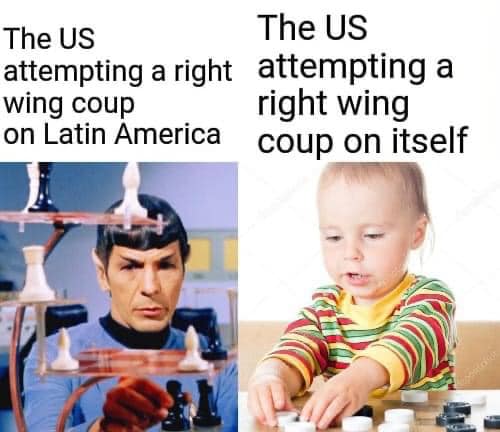 The US
attempting a right
wing coup
on Latin America
The US
attempting a
right wing
coup on itself